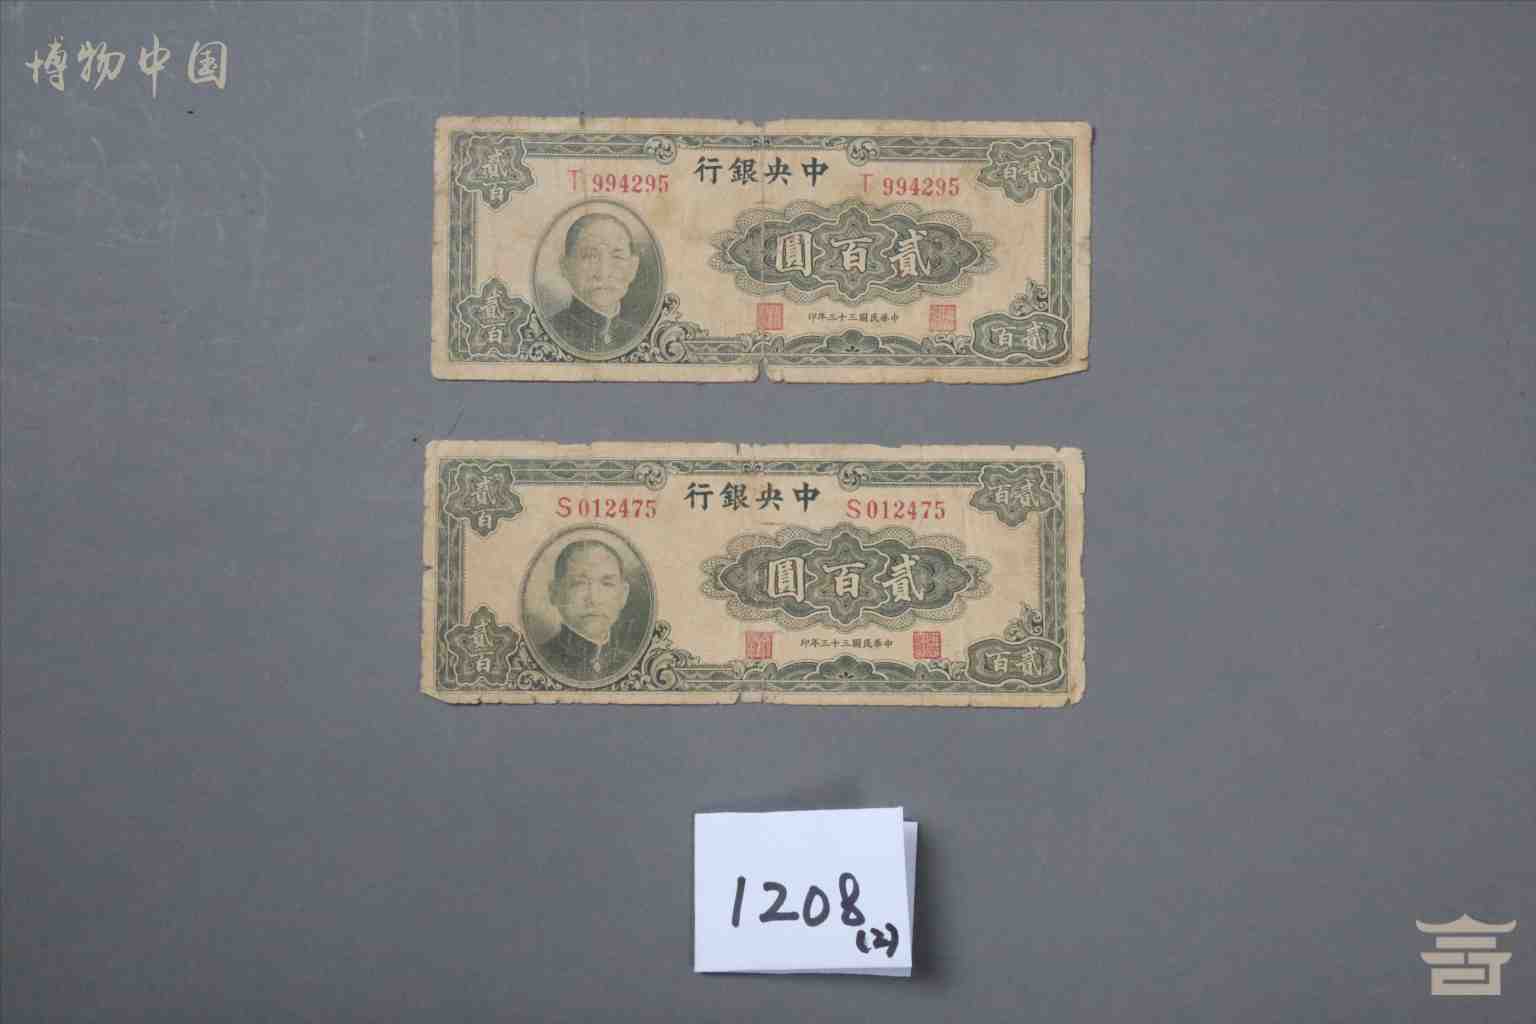 博物中国
行銀央中
T 994295
T 994295
貳百
百貳
圓百貳
印年三十三國民華中
貳百
百貳
行銀央中
S 012475
S 012475
貳百
百貳
圓百貳
印年三十三國民華中
貳百
百貳
1208
(2)